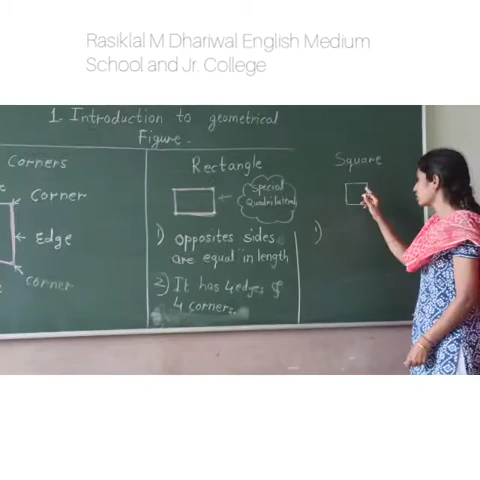 Rasiklal M Dhariwal English Medium
School and Jr. College
1. Introduction to geometrical
Figure.
Corners
Corner
Edge
Corner
Rectangle
Special
Quadrilateral
1) Opposites sides
are equal in length
2) It has 4 edges &
4 corners.
Square
1)